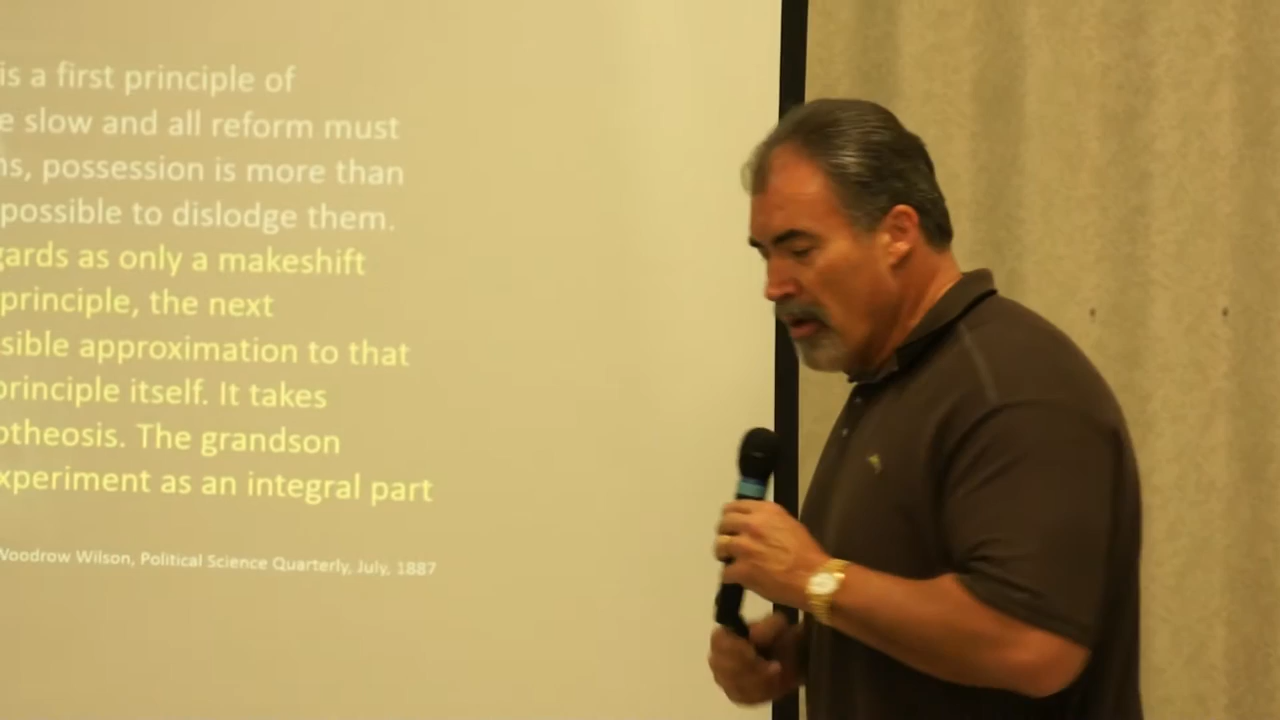 is a first principle of
e slow and all reform must
ns, possession is more than
possible to dislodge them.
gards as only a makeshift
principle, the next
sible approximation to that
principle itself. It takes
otheosis. The grandson
xperiment as an integral part
Woodrow Wilson, Political Science Quarterly, July, 1887